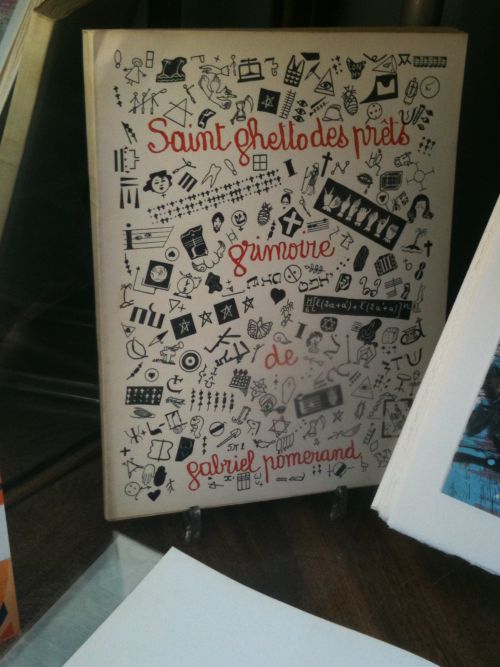 Saint ghetto des prêts
grimoire
de
gabriel pomerand